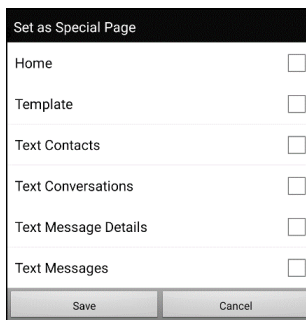 Set as Special Page
Home
Template
Text Contacts
Text Conversations
Text Message Details
Text Messages
Save Cancel